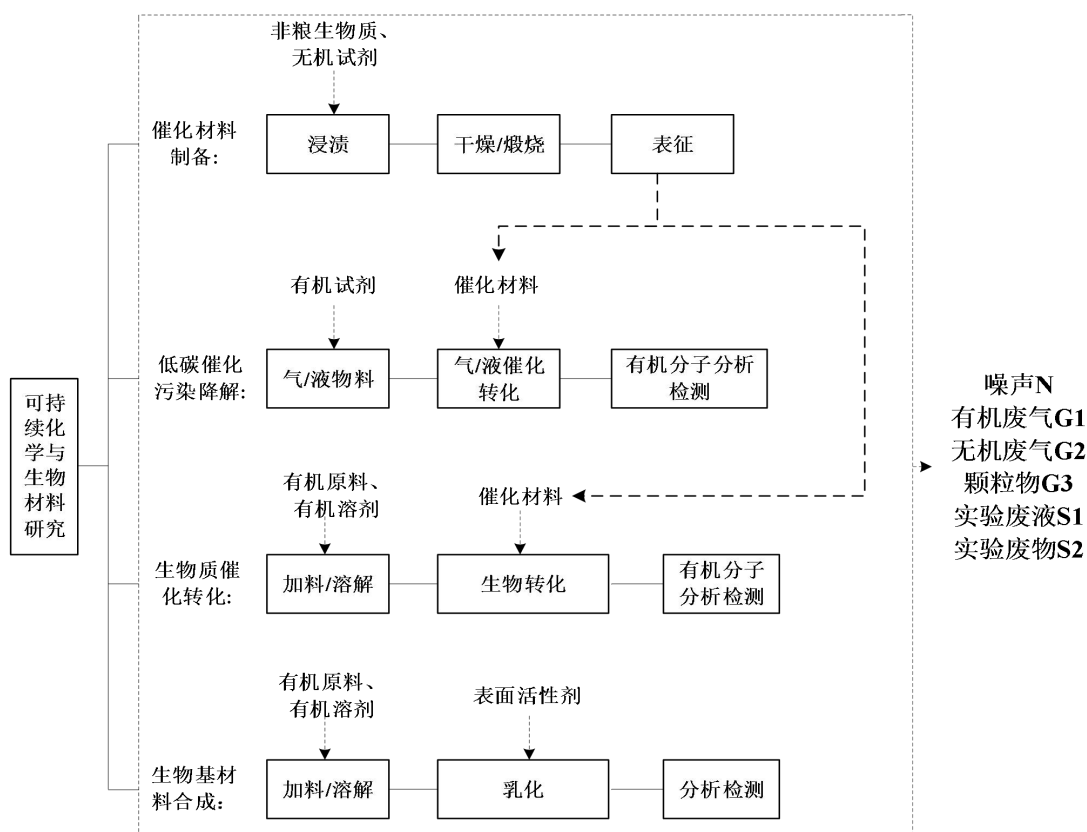 非粮生物质、
无机试剂
催化材料
制备:
浸渍
干燥/煅烧
表征
有机试剂
催化材料
低碳催化
污染降解:
气/液物料
气/液催化
转化
有机分子分析
检测
可持
续化
学与
生物
材料
研究
噪声N
有机废气G1
无机废气G2
颗粒物G3
实验废液S1
实验废物S2
有机原料、
有机溶剂
催化材料
生物质催
化转化:
加料/溶解
生物转化
有机分子
分析检测
有机原料、
有机溶剂
表面活性剂
生物基材
料合成:
加料/溶解
乳化
分析检测